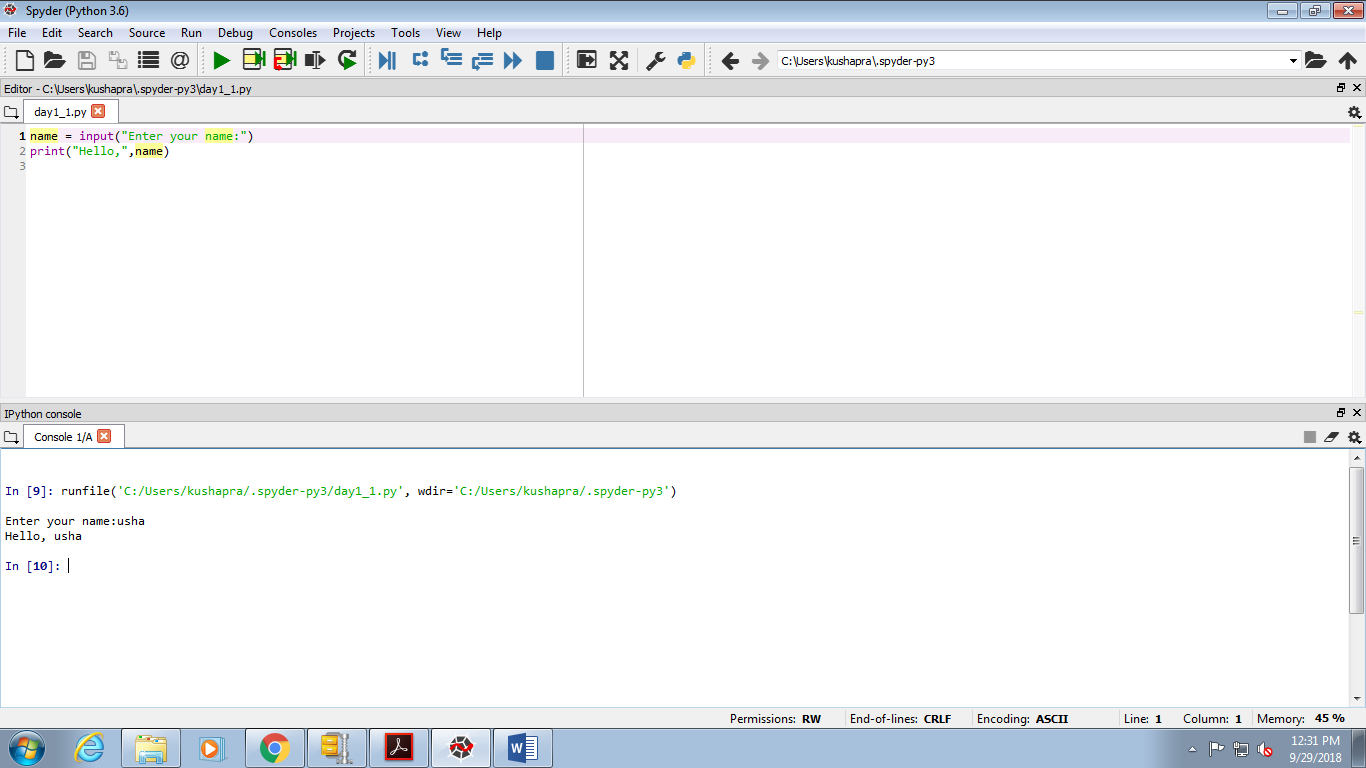 Spyder (Python 3.6)
File Edit Search Source Run Debug Consoles Projects Tools View Help
C:\Users\kushapra\.spyder-py3
Editor - C:\Users\kushapra\.spyder-py3\day1_1.py
day1_1.py
1 name = input("Enter your name:")
2 print("Hello,",name)
3
IPython console
Console 1/A
In [9]: runfile('C:/Users/kushapra/.spyder-py3/day1_1.py', wdir='C:/Users/kushapra/.spyder-py3')
Enter your name:usha
Hello, usha
In [10]:
Permissions: RW End-of-lines: CRLF Encoding: ASCII Line: 1 Column: 1 Memory: 45 %
12:31 PM
9/29/2018